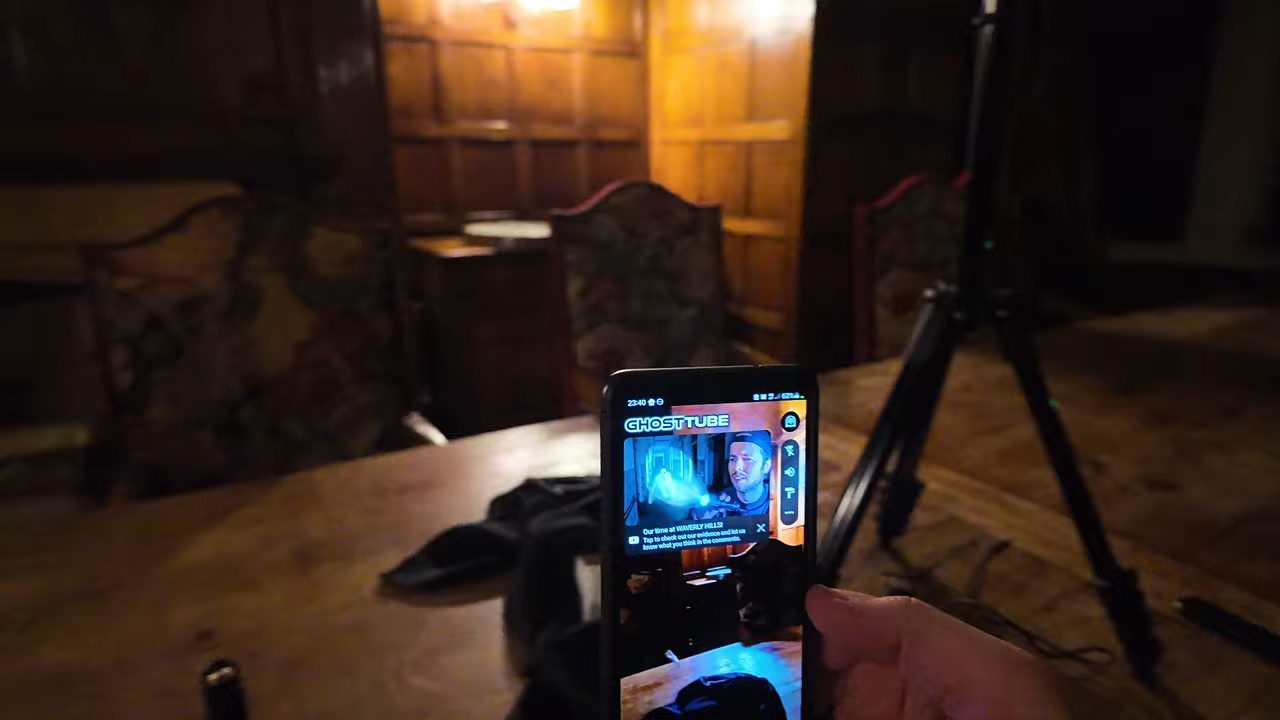 23:40
62%
GHOSTTUBE
Our time at WAVERLY HILLS!
Tap to check out our evidence and let us
know what you think in the comments.